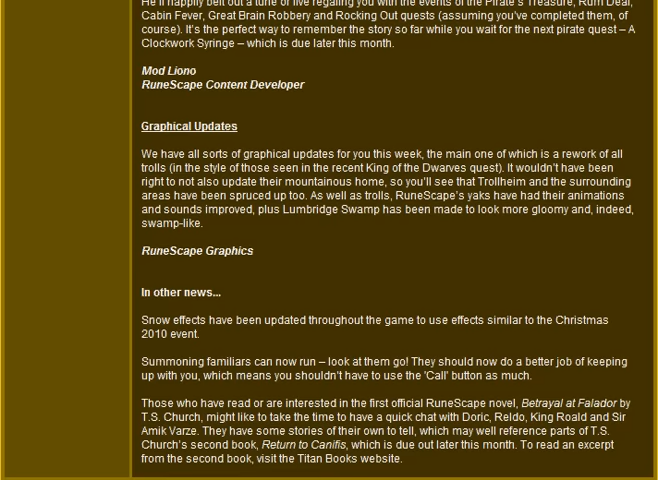 He'll happily belt out a tune or five regaling you with the events of the Pirate's Treasure, Rum Deal,
Cabin Fever, Great Brain Robbery and Rocking Out quests (assuming you've completed them, of
course). It's the perfect way to remember the story so far while you wait for the next pirate quest – A
Clockwork Syringe – which is due later this month.
Mod Liono
RuneScape Content Developer
Graphical Updates
We have all sorts of graphical updates for you this week, the main one of which is a rework of all
trolls (in the style of those seen in the recent King of the Dwarves quest). It wouldn't have been
right to not also update their mountainous home, so you'll see that Trollheim and the surrounding
areas have been spruced up too. As well as trolls, RuneScape's yaks have had their animations
and sounds improved, plus Lumbridge Swamp has been made to look more gloomy and, indeed,
swamp-like.
RuneScape Graphics
In other news...
Snow effects have been updated throughout the game to use effects similar to the Christmas
2010 event.
Summoning familiars can now run – look at them go! They should now do a better job of keeping
up with you, which means you shouldn't have to use the 'Call' button as much.
Those who have read or are interested in the first official RuneScape novel, Betrayal at Falador by
T.S. Church, might like to take the time to have a quick chat with Doric, Reldo, King Roald and Sir
Amik Varze. They have some stories of their own to tell, which may well reference parts of T.S.
Church's second book, Return to Canifis, which is due out later this month. To read an excerpt
from the second book, visit the Titan Books website.